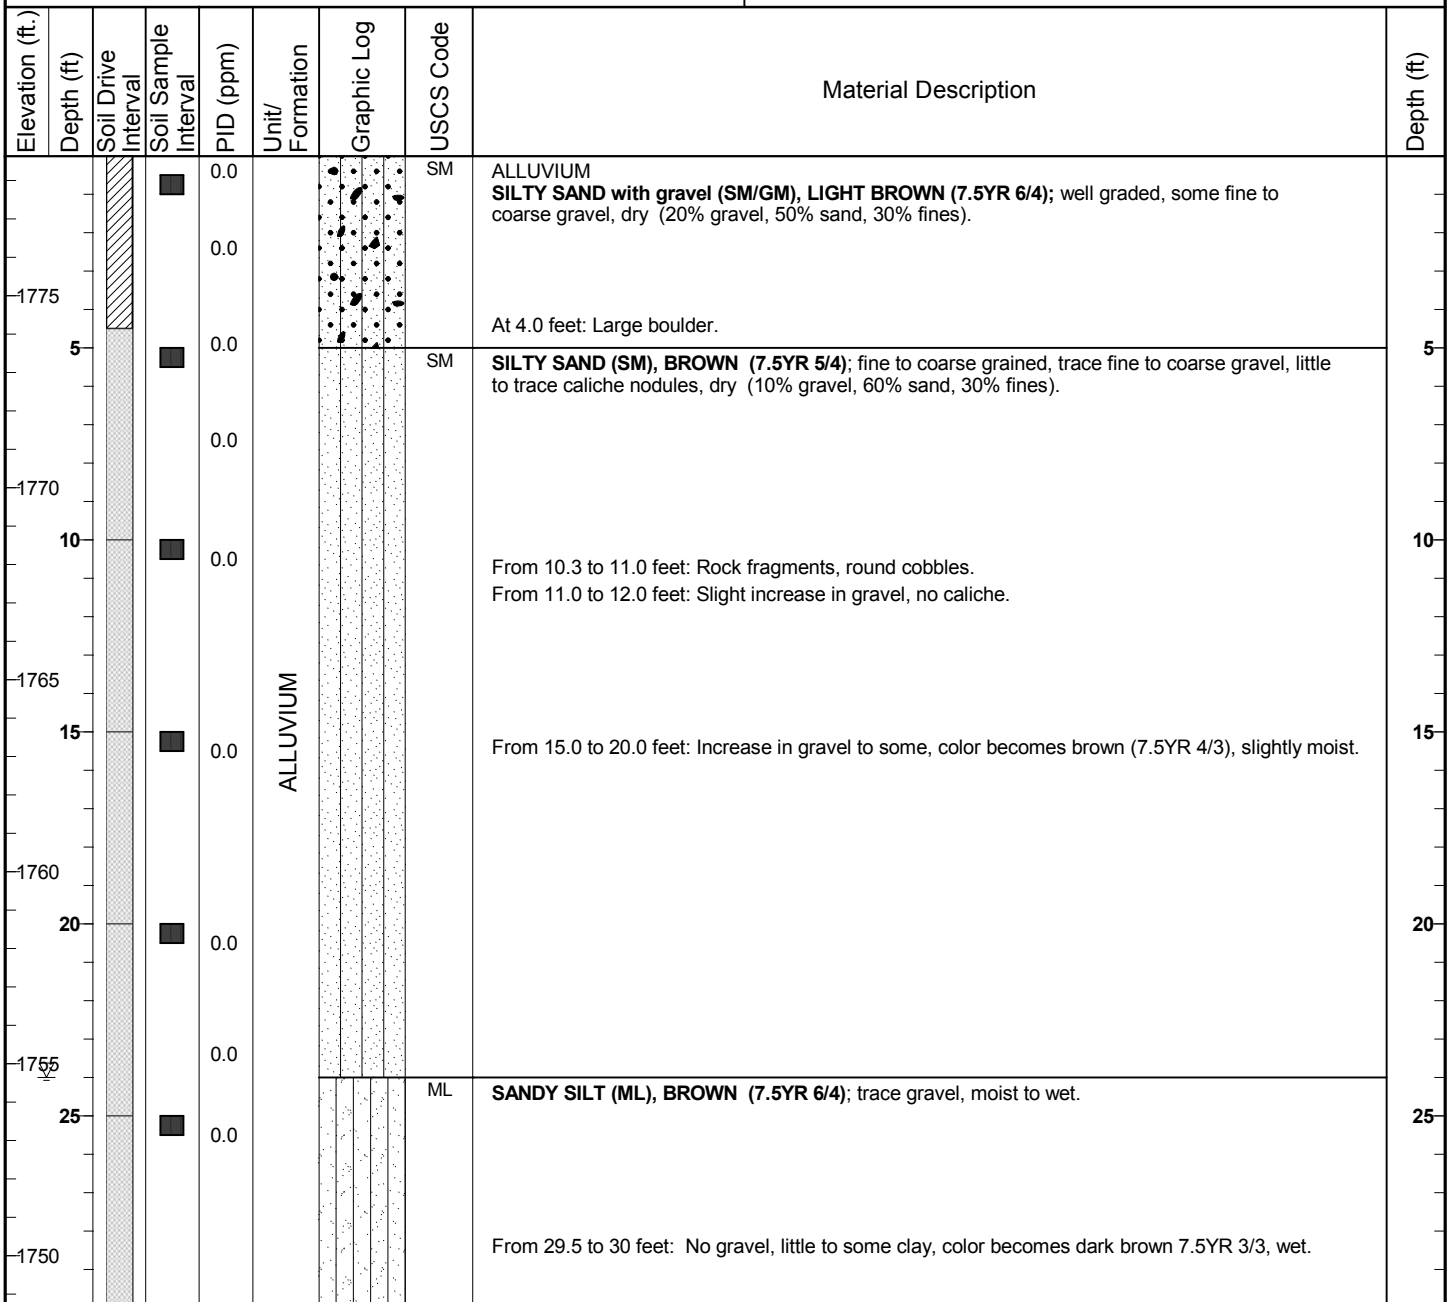 Elevation (ft.)
Depth (ft)
Soil Drive
Interval
Soil Sample
Interval
PID (ppm)
Unit/
Formation
Graphic Log
USCS Code
Material Description
Depth (ft)
0.0
SM
ALLUVIUM
SILTY SAND with gravel (SM/GM), LIGHT BROWN (7.5YR 6/4); well graded, some fine to
coarse gravel, dry (20% gravel, 50% sand, 30% fines).
0.0
1775
At 4.0 feet: Large boulder.
0.0
5
5
SM
SILTY SAND (SM), BROWN (7.5YR 5/4); fine to coarse grained, trace fine to coarse gravel, little
to trace caliche nodules, dry (10% gravel, 60% sand, 30% fines).
0.0
1770
10
10
0.0
From 10.3 to 11.0 feet: Rock fragments, round cobbles.
From 11.0 to 12.0 feet: Slight increase in gravel, no caliche.
1765
ALLUVIUM
15
15
0.0
From 15.0 to 20.0 feet: Increase in gravel to some, color becomes brown (7.5YR 4/3), slightly moist.
1760
20
20
0.0
0.0
1755
ML
SANDY SILT (ML), BROWN (7.5YR 6/4); trace gravel, moist to wet.
25
25
0.0
From 29.5 to 30 feet: No gravel, little to some clay, color becomes dark brown 7.5YR 3/3, wet.
1750